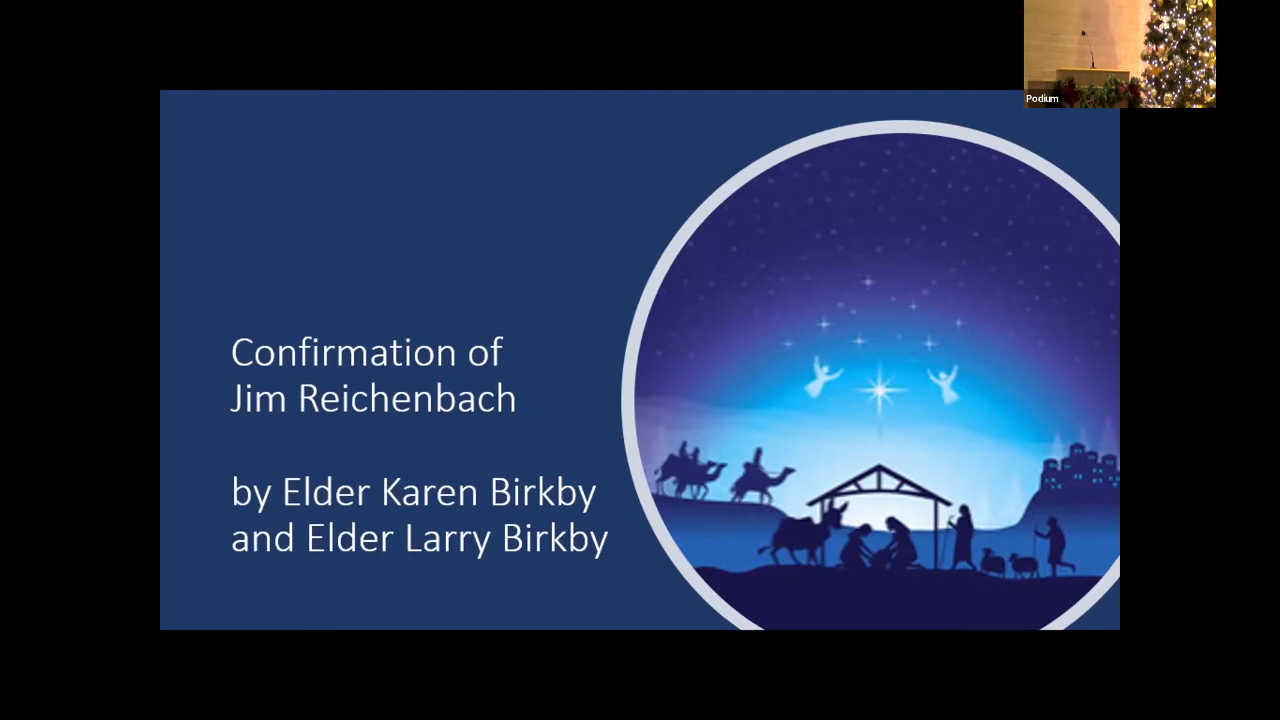 Podium
Confirmation of
Jim Reichenbach
by Elder Karen Birkby
and Elder Larry Birkby